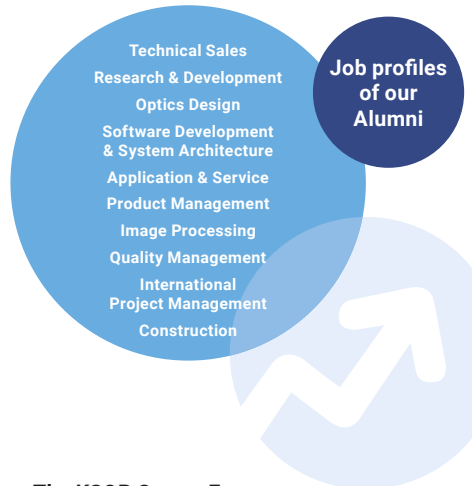 Technical Sales
Research & Development
Optics Design
Software Development
& System Architecture
Application & Service
Product Management
Image Processing
Quality Management
International
Project Management
Construction
Job profiles
of our
Alumni